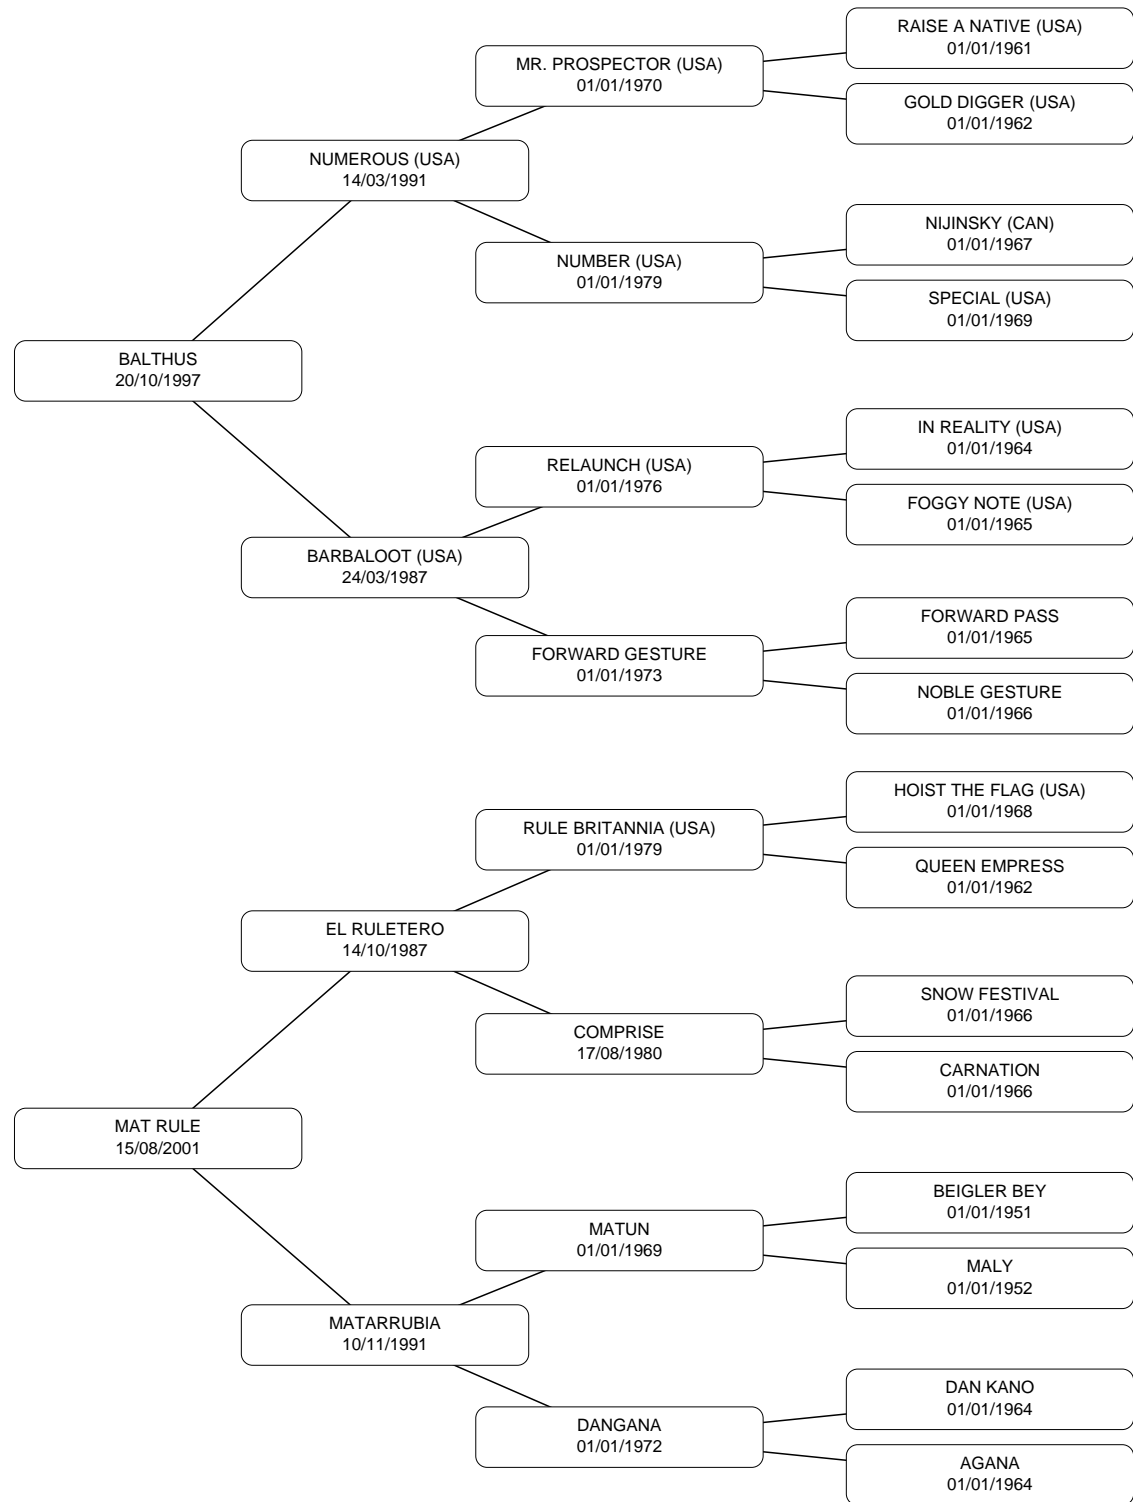 RAISE A NATIVE (USA)
01/01/1961
MR. PROSPECTOR (USA)
01/01/1970
GOLD DIGGER (USA)
01/01/1962
NUMEROUS (USA)
14/03/1991
NIJINSKY (CAN)
01/01/1967
NUMBER (USA)
01/01/1979
SPECIAL (USA)
01/01/1969
BALTHUS
20/10/1997
IN REALITY (USA)
01/01/1964
RELAUNCH (USA)
01/01/1976
FOGGY NOTE (USA)
01/01/1965
BARBALOOT (USA)
24/03/1987
FORWARD PASS
01/01/1965
FORWARD GESTURE
01/01/1973
NOBLE GESTURE
01/01/1966
HOIST THE FLAG (USA)
01/01/1968
RULE BRITANNIA (USA)
01/01/1979
QUEEN EMPRESS
01/01/1962
EL RULETERO
14/10/1987
SNOW FESTIVAL
01/01/1966
COMPRISE
17/08/1980
CARNATION
01/01/1966
MAT RULE
15/08/2001
BEIGLER BEY
01/01/1951
MATUN
01/01/1969
MALY
01/01/1952
MATARRUBIA
10/11/1991
DAN KANO
01/01/1964
DANGANA
01/01/1972
AGANA
01/01/1964